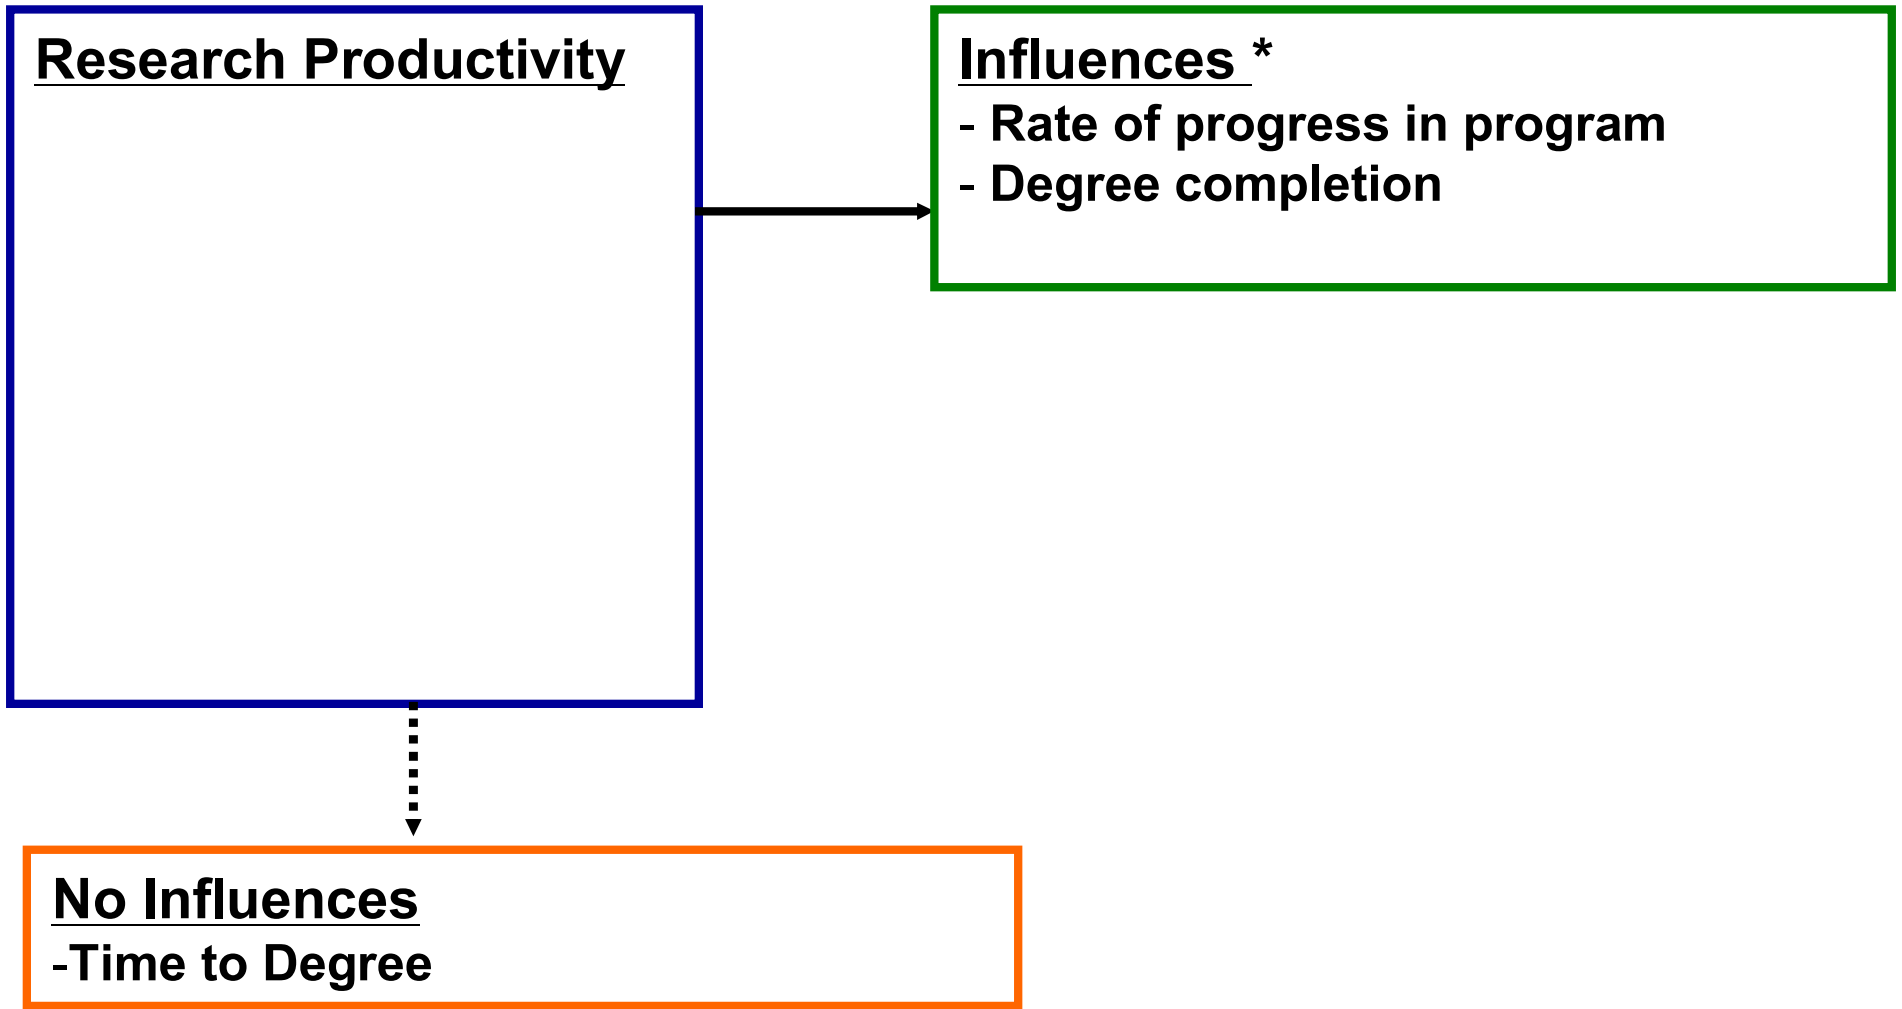 Research Productivity
Influences *
- Rate of progress in program
- Degree completion
No Influences
-Time to Degree